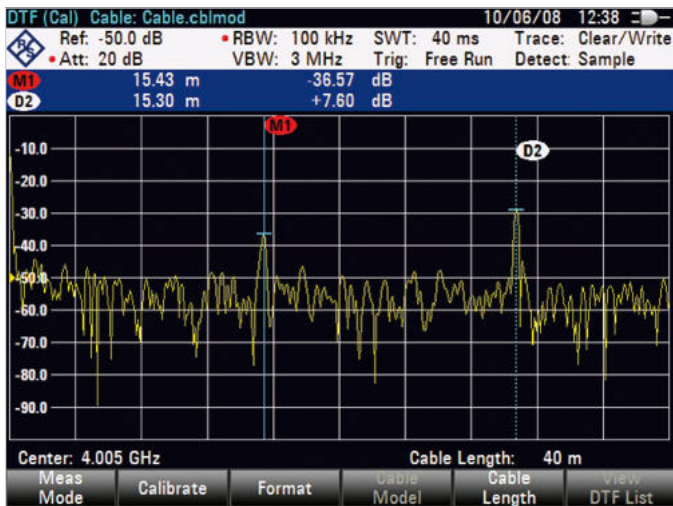 DTF (Cal) Cable: Cable.cblmod 10/06/08 12:38
Ref: -50.0 dB • RBW: 100 kHz SWT: 40 ms Trace: Clear/Write
• Att: 20 dB VBW: 3 MHz Trig: Free Run Detect: Sample
M1 15.43 m -36.57 dB
D2 15.30 m +7.60 dB
M1
D2
-10.0
-20.0
-30.0
-40.0
-50.0
-60.0
-70.0
-80.0
-90.0
Center: 4.005 GHz Cable Length: 40 m
Meas Mode Calibrate Format Cable Model Cable Length View DTF List